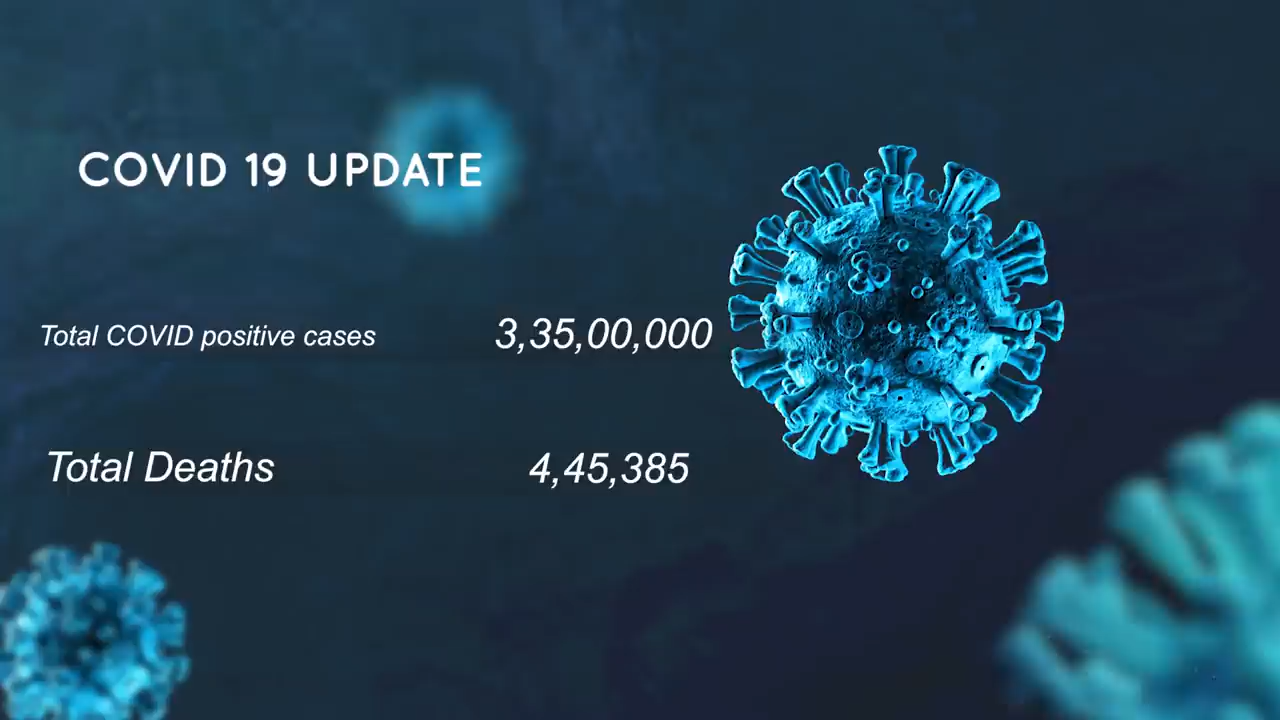 COVID 19 UPDATE
Total COVID positive cases 3,35,00,000
Total Deaths 4,45,385